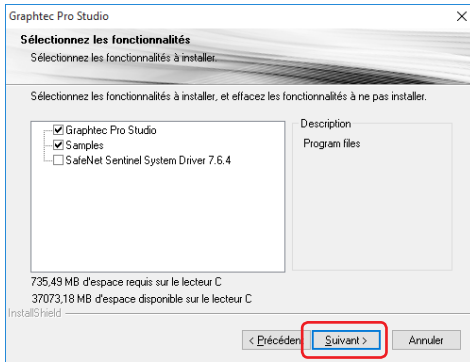 Graphtec Pro Studio
Sélectionnez les fonctionnalités
Sélectionnez les fonctionnalités à installer.
Sélectionnez les fonctionnalités à installer, et effacez les fonctionnalités à ne pas installer.
Graphtec Pro Studio
Samples
SafeNet Sentinel System Driver 7.6.4
Description
Program files
735,49 MB d'espace requis sur le lecteur C
37073,18 MB d'espace disponible sur le lecteur C
InstallShield
< Précéden
Suivant >
Annuler